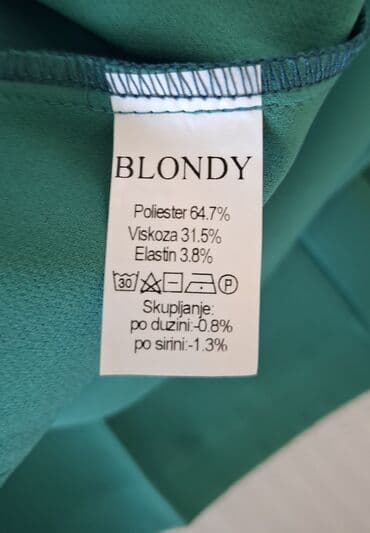 BLONDY
Poliester 64.7%
Viskoza 31.5%
Elastin 3.8%
30 P
Skupljanje:
po duzini:-0.8%
po sirini:-1.3%